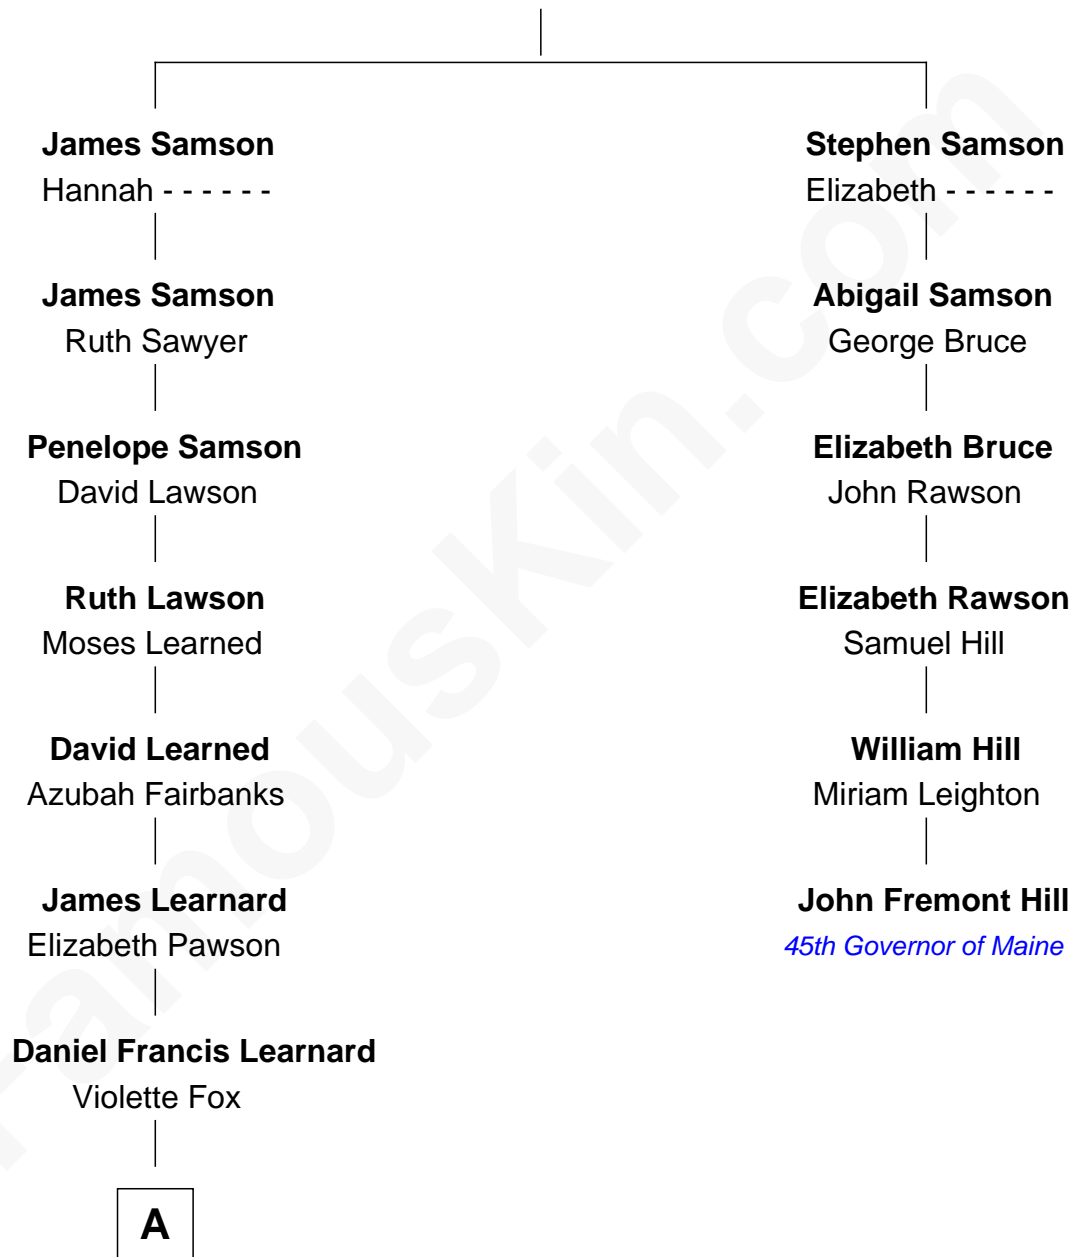 James Samson
Hannah - - - - - -
James Samson
Ruth Sawyer
Penelope Samson
David Lawson
Ruth Lawson
Moses Learned
David Learned
Azubah Fairbanks
James Learnard
Elizabeth Pawson
Daniel Francis Learnard
Violette Fox
A
Stephen Samson
Elizabeth - - - - - -
Abigail Samson
George Bruce
Elizabeth Bruce
John Rawson
Elizabeth Rawson
Samuel Hill
William Hill
Miriam Leighton
John Fremont Hill
45th Governor of Maine
FamousKin.com